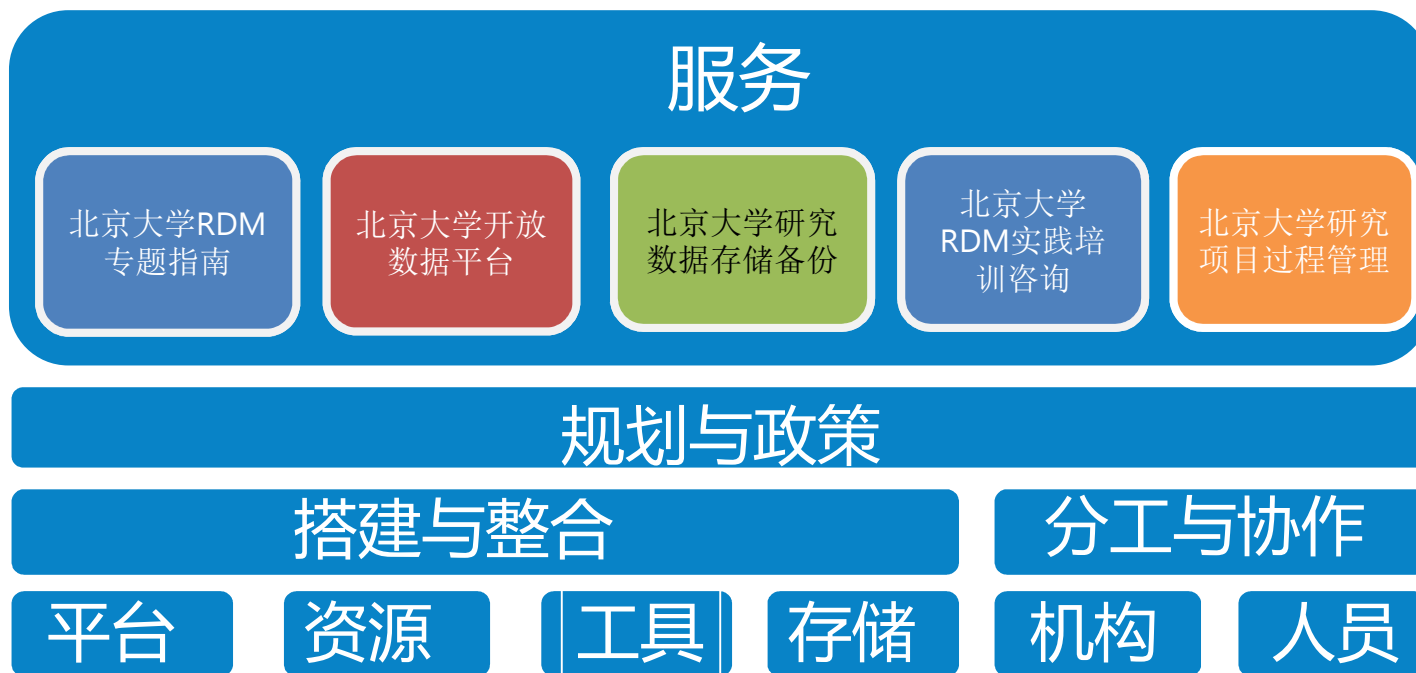 服务
北京大学RDM
专题指南
北京大学开放
数据平台
北京大学研究
数据存储备份
北京大学
RDM实践培
训咨询
北京大学研究
项目过程管理
规划与政策
搭建与整合
分工与协作
平台
资源
工具
存储
机构
人员